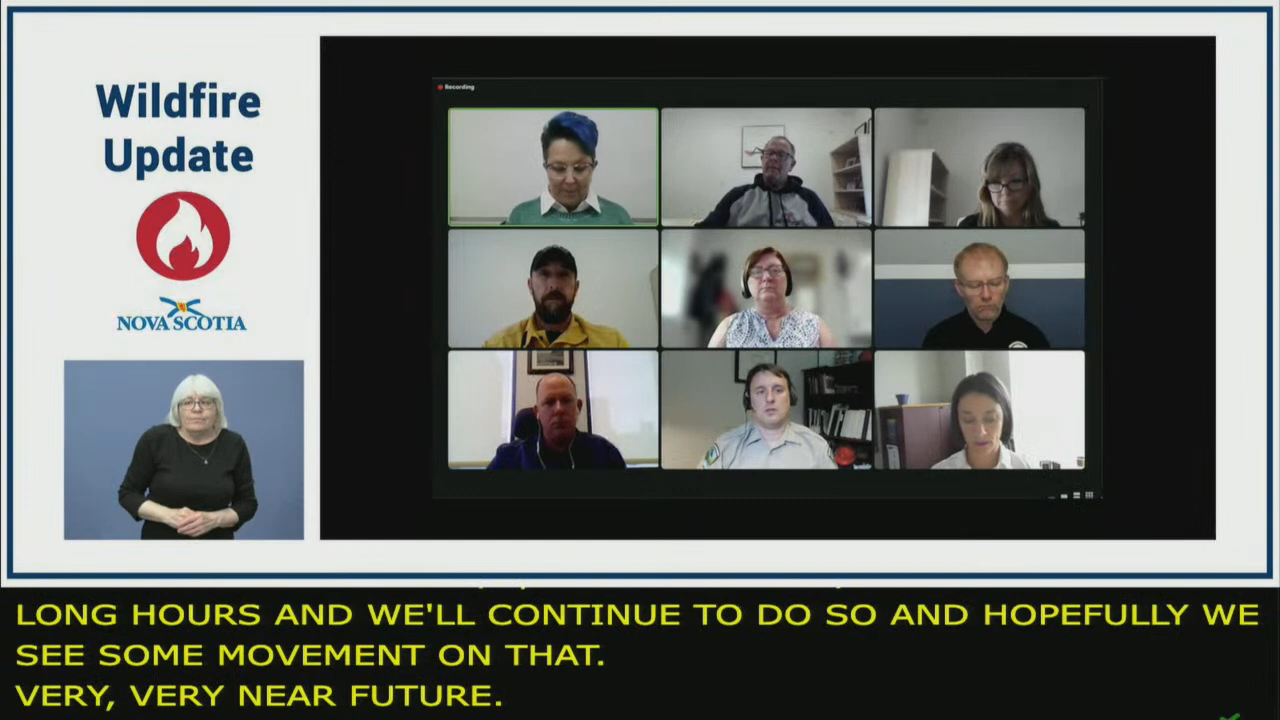 Wildfire
Update
NOVA SCOTIA
Recording
LONG HOURS AND WE'LL CONTINUE TO DO SO AND HOPEFULLY WE
SEE SOME MOVEMENT ON THAT.
VERY, VERY NEAR FUTURE.